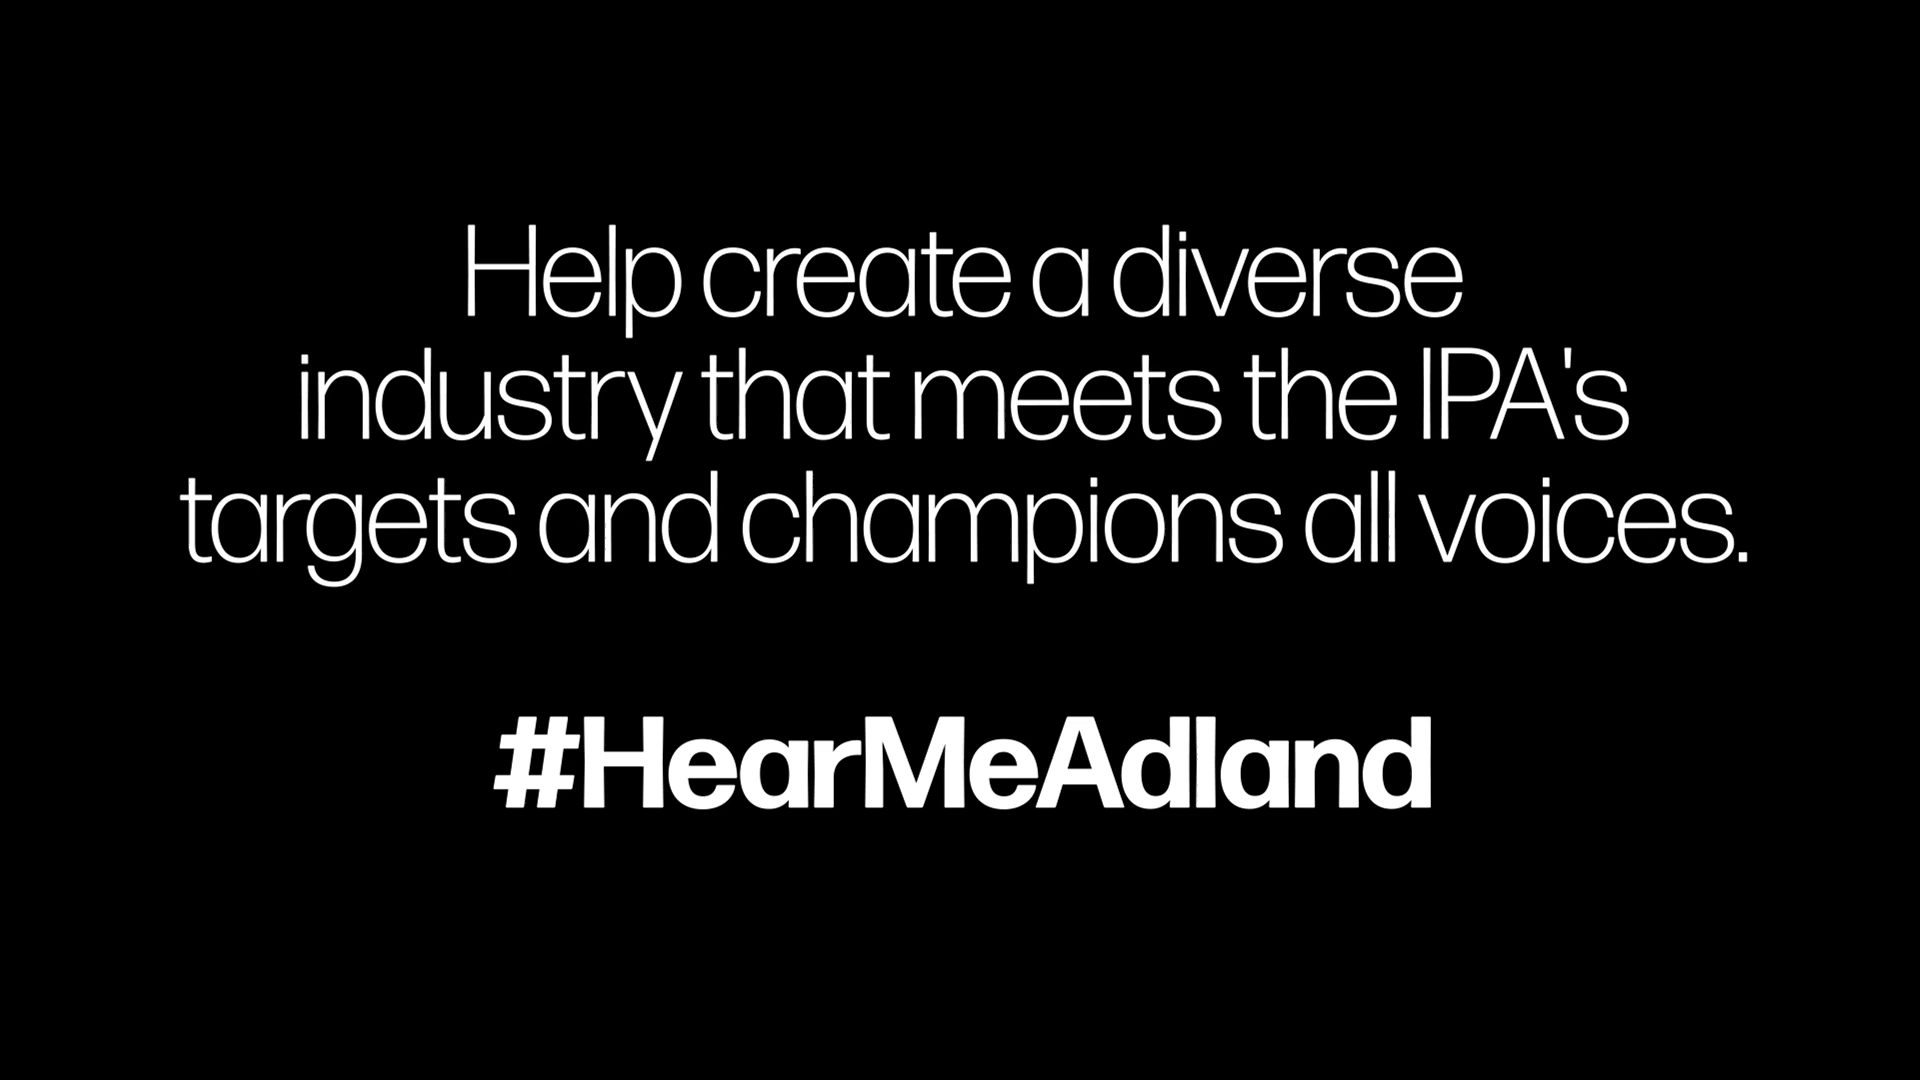 Help create a diverse
industry that meets the IPA's
targets and champions all voices.
#HearMeAdland